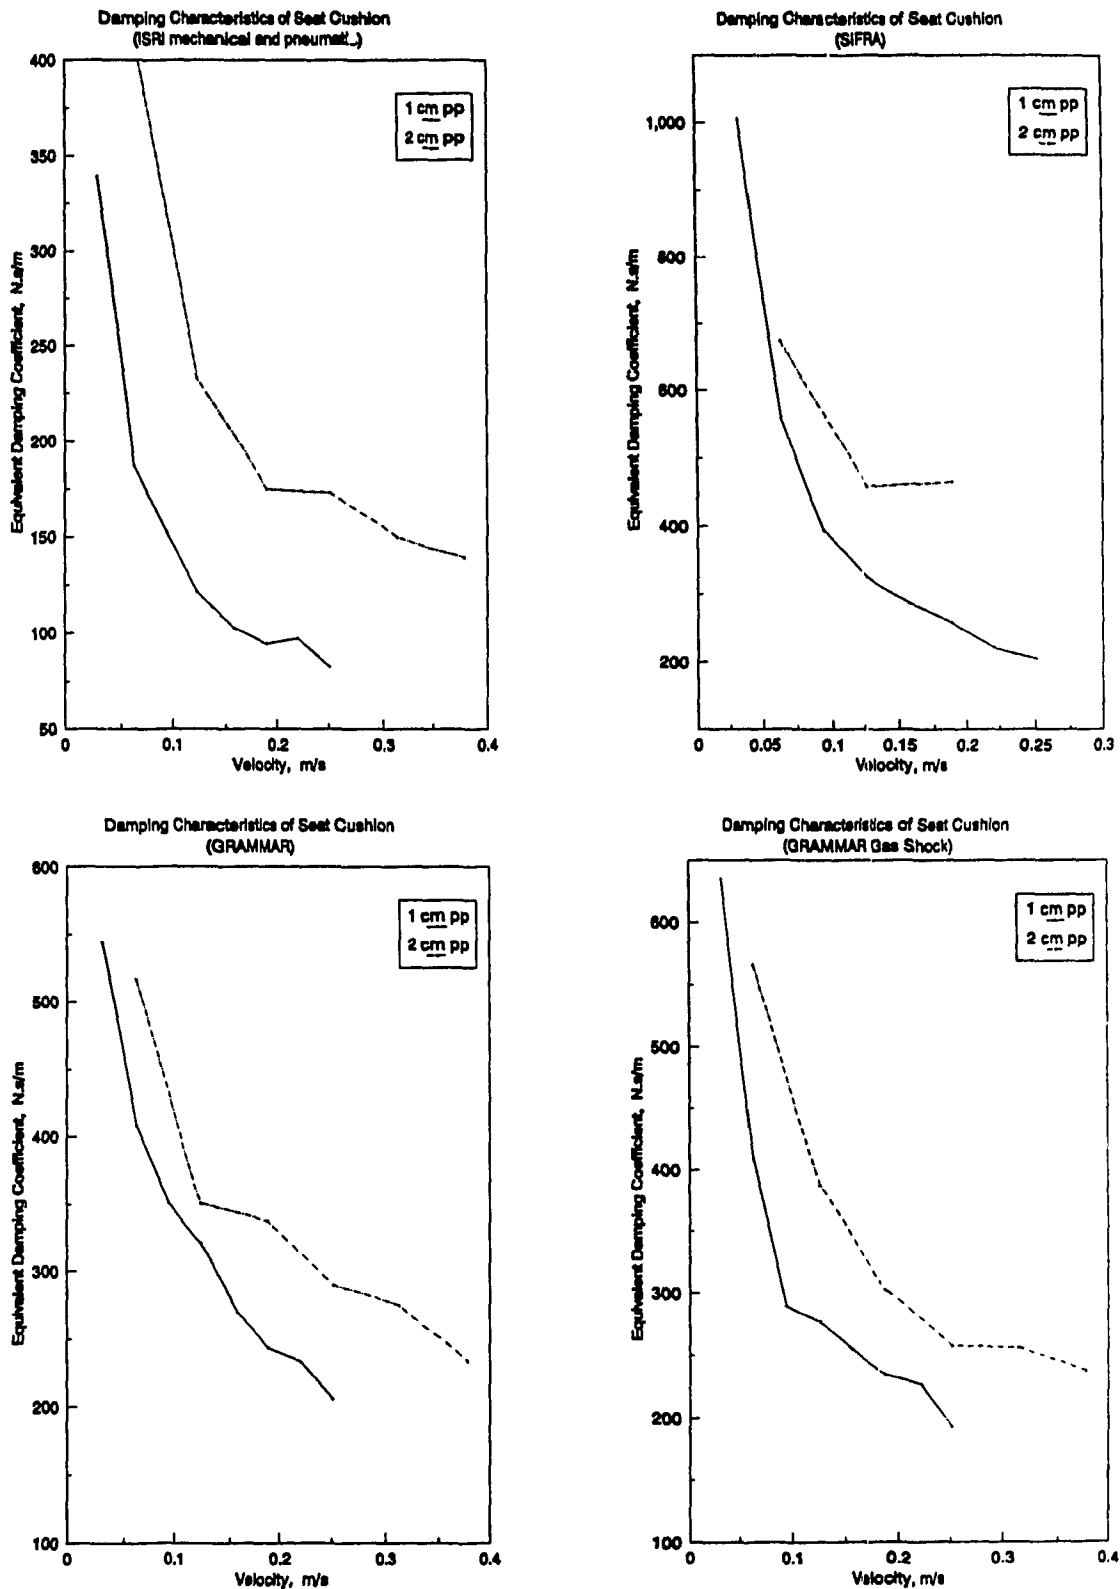 Damping Characteristics of Seat Cushion
(ISRI mechanical and pneumati..)
400
350
300
250
200
150
100
50
0
0.1
0.2
0.3
0.4
Equivalent Damping Coefficient, N.s/m
Velocity, m/s
1 cm pp
2 cm pp
Damping Characteristics of Seat Cushion
(SIFRA)
1,000
800
600
400
200
0
0.05
0.1
0.15
0.2
0.25
0.3
Equivalent Damping Coefficient, N.s/m
Velocity, m/s
1 cm pp
2 cm pp
Damping Characteristics of Seat Cushion
(GRAMMAR)
600
500
400
300
200
100
0
0.1
0.2
0.3
0.4
Equivalent Damping Coefficient, N.s/m
Velocity, m/s
1 cm pp
2 cm pp
Damping Characteristics of Seat Cushion
(GRAMMAR Gas Shock)
600
500
400
300
200
100
0
0.1
0.2
0.3
0.4
Equivalent Damping Coefficient, N.s/m
Velocity, m/s
1 cm pp
2 cm pp